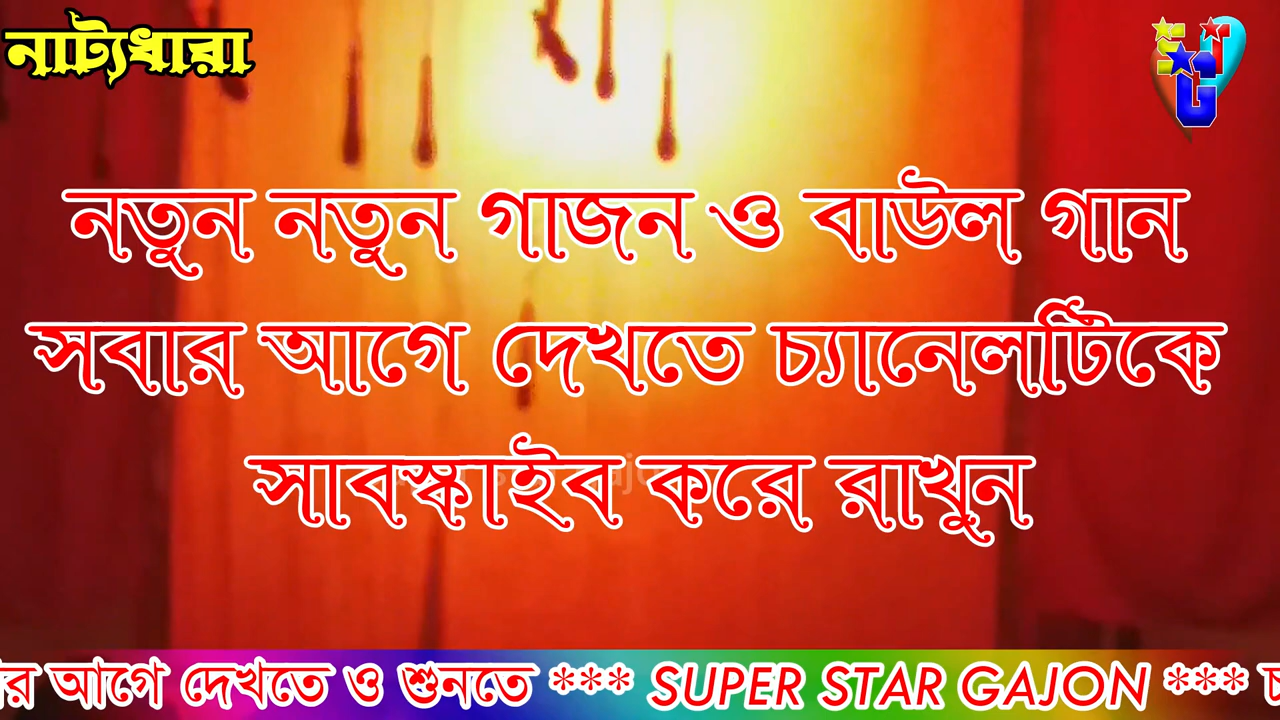 নাট্যধারা
নতুন নতুন গাজন ও বাউল গান
সবার আগে দেখতে চ্যানেলটিকে
সাবস্কাইব করে রাখুন
আগে দেখতে ও শুনতে *** SUPER STAR GAJON ***